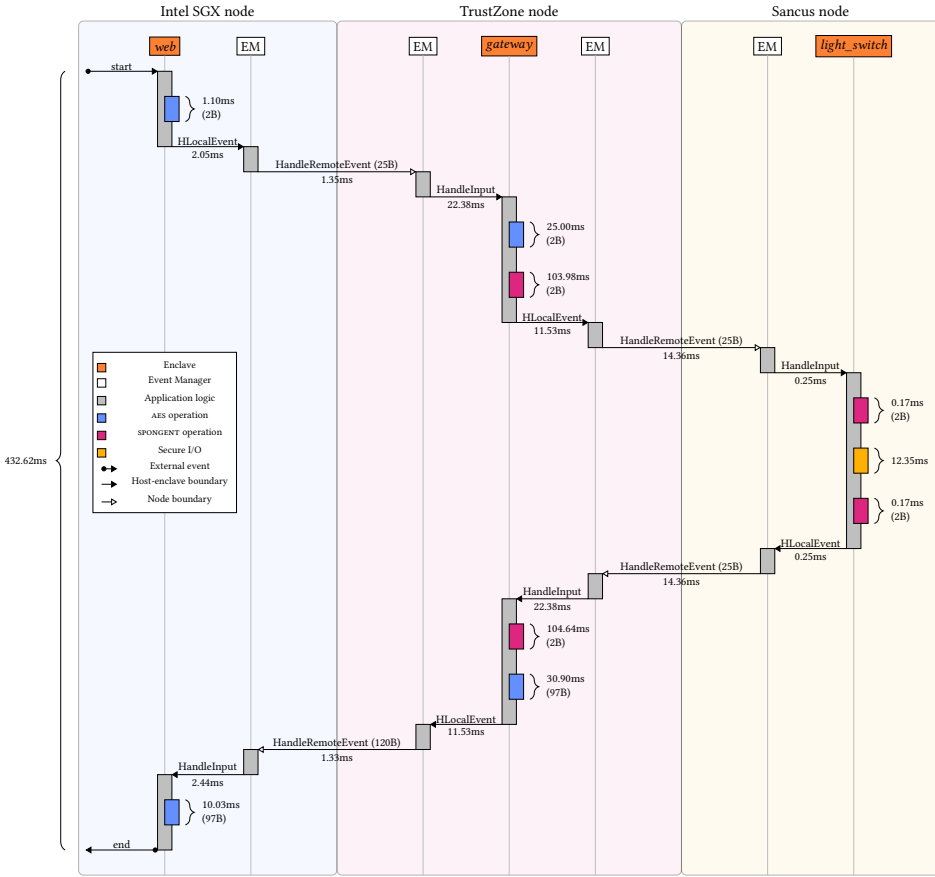 Intel SGX node
TrustZone node
Sancus node
web
EM
EM
gateway
EM
EM
light_switch
start
1.10ms
(2B)
HLocalEvent
2.05ms
HandleRemoteEvent (25B)
1.35ms
HandleInput
22.38ms
25.00ms
(2B)
103.98ms
(2B)
HLocalEvent
11.53ms
HandleRemoteEvent (25B)
14.36ms
HandleInput
0.25ms
0.17ms
(2B)
12.35ms
0.17ms
(2B)
432.62ms
Enclave
Event Manager
Application logic
AES operation
SPONGENT operation
Secure I/O
External event
Host-enclave boundary
Node boundary
HLocalEvent
0.25ms
HandleRemoteEvent (25B)
14.36ms
HandleInput
22.38ms
104.64ms
(2B)
30.90ms
(97B)
HLocalEvent
11.53ms
HandleRemoteEvent (120B)
1.33ms
HandleInput
2.44ms
10.03ms
(97B)
end